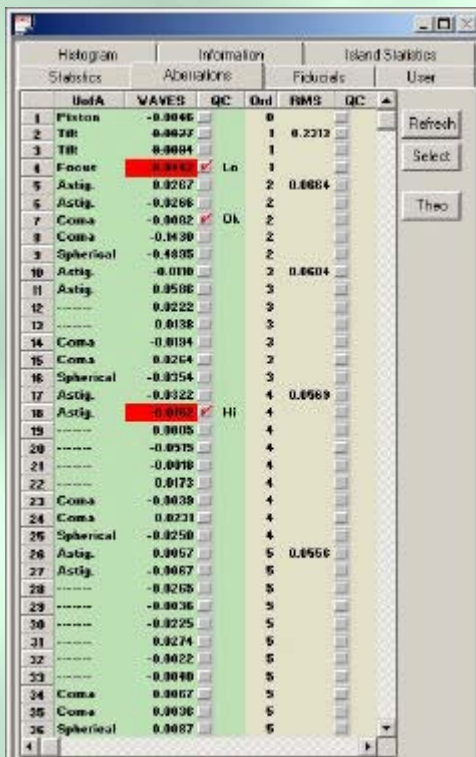 Histogram Information Island Statistics
Statistics Aberrations Fiducials User
UofA WAVES QC Ord RMS QC
Refresh
Select
Theo
1 Piston -0.0046 0
2 Tilt 1 0.2313
3 Tilt 1
4 Focus Lo 1
5 Astig. 0.0267 2 0.0684
6 Astig. -0.0266 2
7 Coma -0.0082 Ok 2
8 Coma -0.1430 2
9 Spherical -0.4895 2
10 Astig. -0.0110 3 0.0604
11 Astig. 0.0586 3
12 ------- 0.0222 3
13 ------- 0.0138 3
14 Coma -0.0194 3
15 Coma 0.0264 3
16 Spherical -0.0354 3
17 Astig. -0.0322 4 0.0569
18 Astig. Hi 4
19 ------- 0.0005 4
20 ------- -0.0515 4
21 ------- -0.0018 4
22 ------- 0.0173 4
23 Coma -0.0039 4
24 Coma 0.0231 4
25 Spherical -0.0250 4
26 Astig. 0.0057 5 0.0556
27 Astig. -0.0067 5
28 ------- -0.0265 5
29 ------- -0.0036 5
30 ------- -0.0225 5
31 ------- 0.0274 5
32 ------- -0.0022 5
33 ------- -0.0040 5
34 Coma 0.0067 5
35 Coma 0.0036 5
36 Spherical 0.0087 5